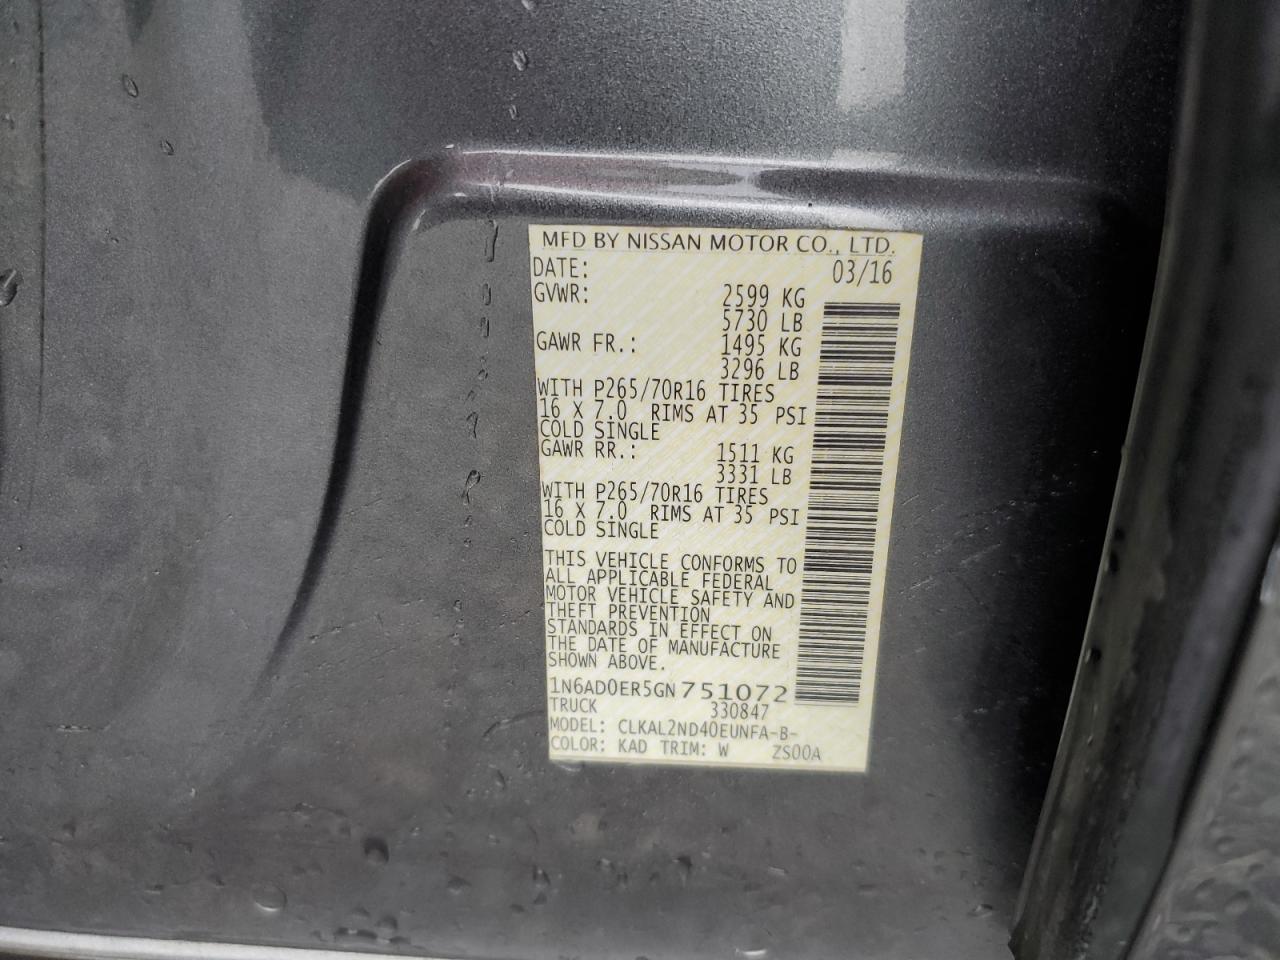 MFD BY NISSAN MOTOR CO., LTD.
DATE: 03/16
GVWR: 2599 KG
5730 LB
GAWR FR.: 1495 KG
3296 LB
WITH P265/70R16 TIRES
16 X 7.0 RIMS AT 35 PSI
COLD SINGLE
GAWR RR.: 1511 KG
3331 LB
WITH P265/70R16 TIRES
16 X 7.0 RIMS AT 35 PSI
COLD SINGLE
THIS VEHICLE CONFORMS TO
ALL APPLICABLE FEDERAL
MOTOR VEHICLE SAFETY AND
THEFT PREVENTION
STANDARDS IN EFFECT ON
THE DATE OF MANUFACTURE
SHOWN ABOVE.
1N6AD0ER5GN751072
TRUCK 330847
MODEL: CLKAL2ND40EUNFA-B-
COLOR: KAD TRIM: W ZS00A